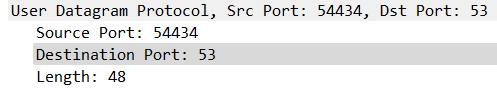 User Datagram Protocol, Src Port: 54434, Dst Port: 53
Source Port: 54434
Destination Port: 53
Length: 48